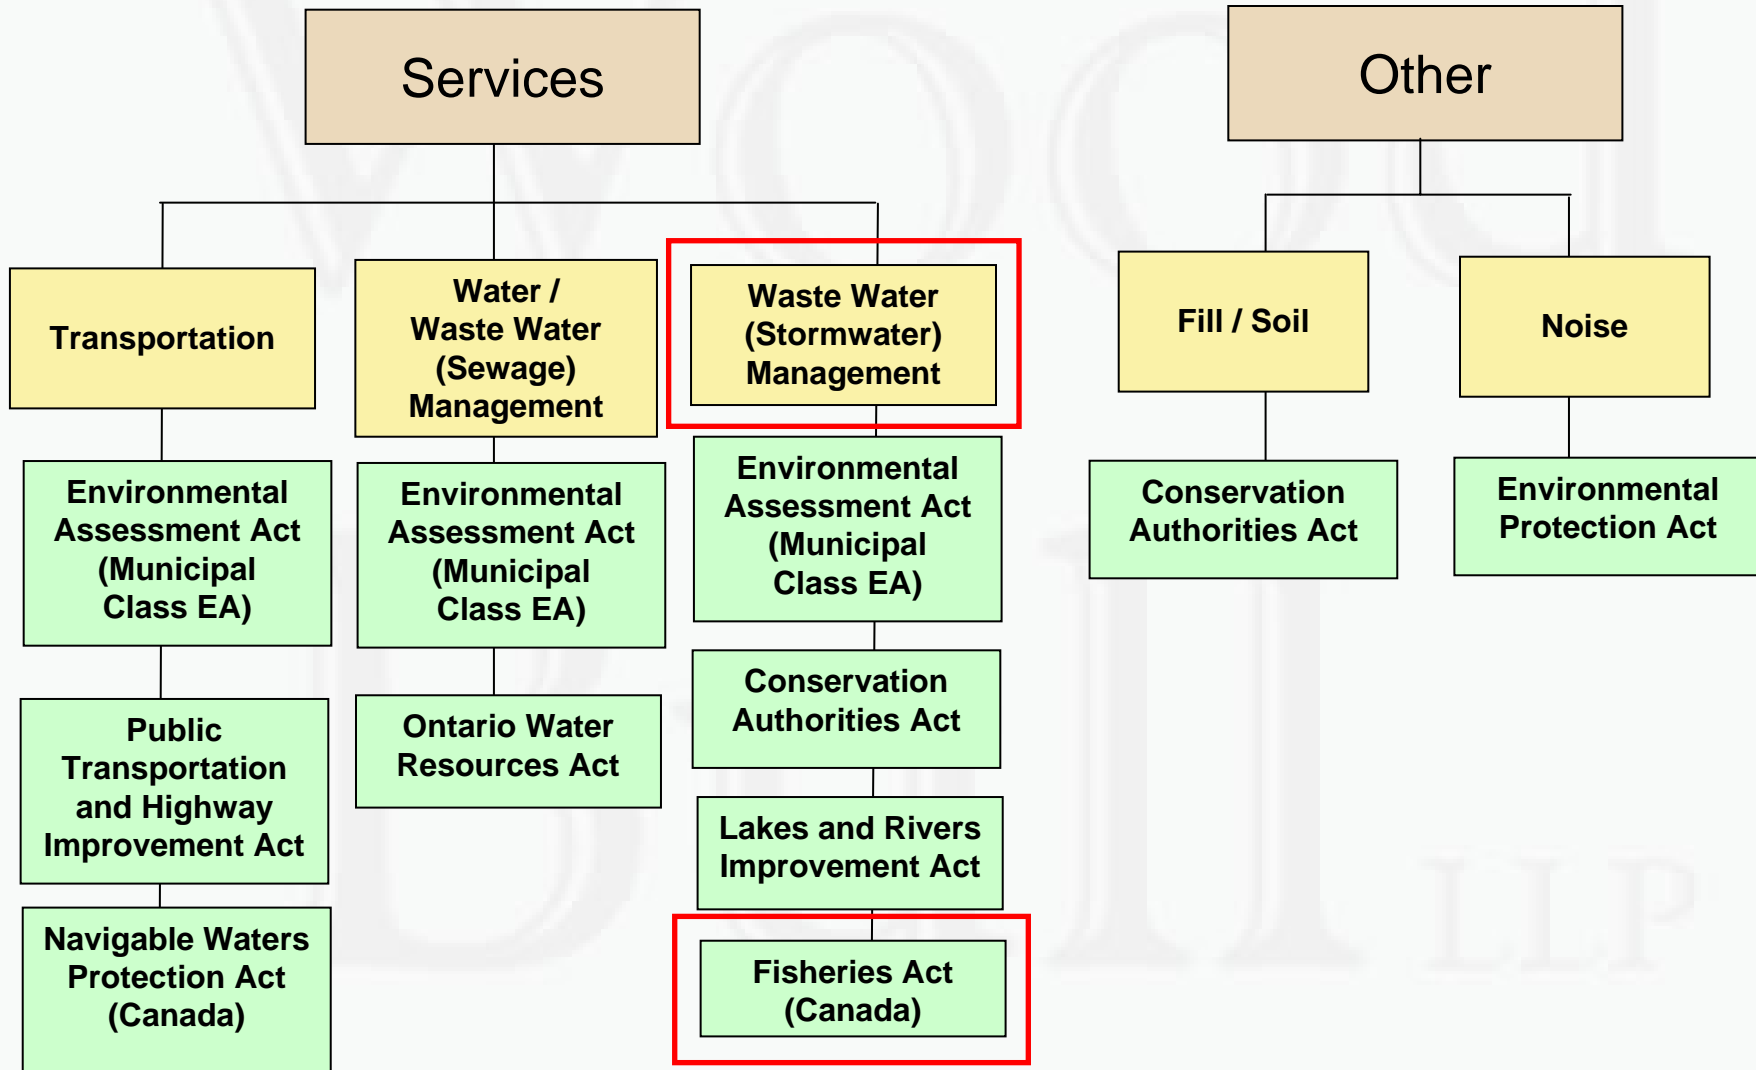 Services
Other
Transportation
Water /
Waste Water
(Sewage)
Management
Waste Water
(Stormwater)
Management
Fill / Soil
Noise
Environmental
Assessment Act
(Municipal
Class EA)
Public
Transportation
and Highway
Improvement Act
Navigable Waters
Protection Act
(Canada)
Environmental
Assessment Act
(Municipal
Class EA)
Ontario Water
Resources Act
Environmental
Assessment Act
(Municipal
Class EA)
Conservation
Authorities Act
Lakes and Rivers
Improvement Act
Fisheries Act
(Canada)
Conservation
Authorities Act
Environmental
Protection Act
LLP